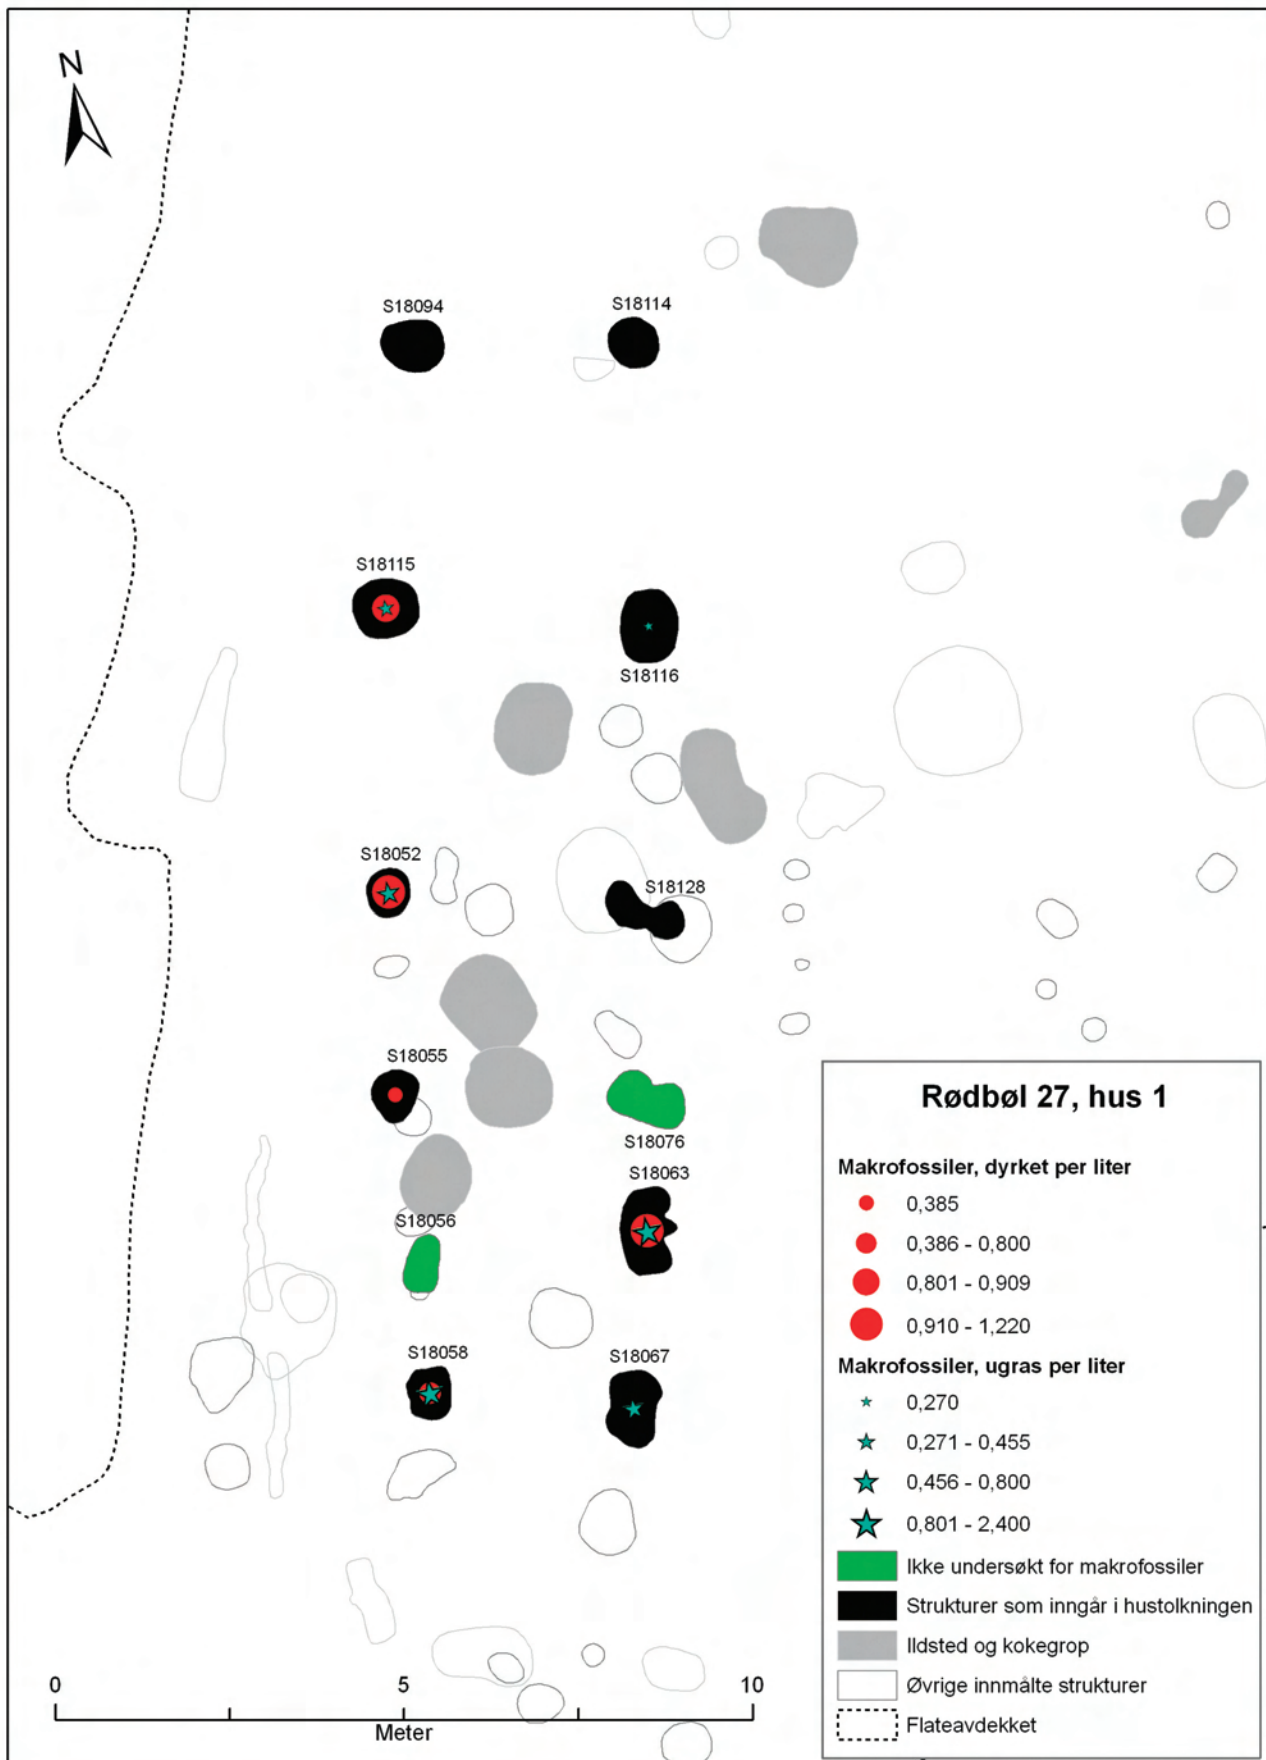 N
S18094
S18114
S18115
S18116
S18052
S18128
S18055
S18076
S18063
S18056
S18058
S18067
0
5
10
Meter
Rødbøl 27, hus 1
Makrofossiler, dyrket per liter
0,385
0,386 - 0,800
0,801 - 0,909
0,910 - 1,220
Makrofossiler, ugras per liter
0,270
0,271 - 0,455
0,456 - 0,800
0,801 - 2,400
Ikke undersøkt for makrofossiler
Strukturer som inngår i hustolkningen
Ildsted og kokegrop
Øvrige innmålte strukturer
Flateavdekket